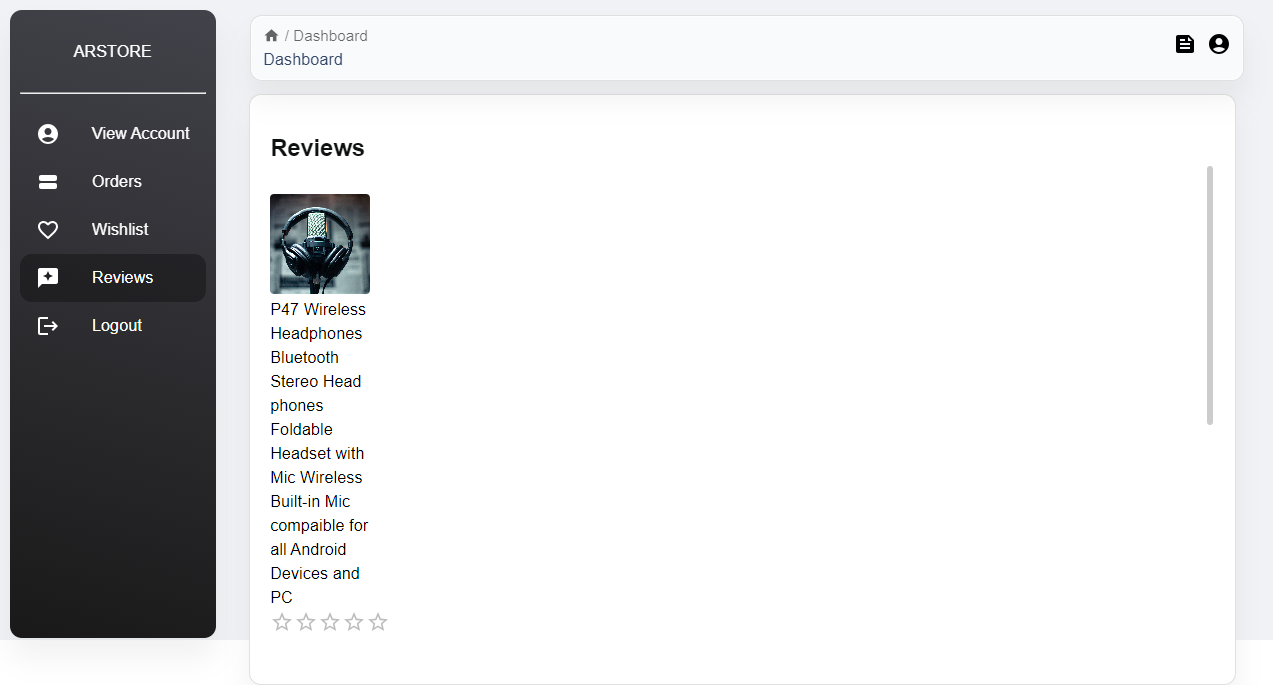 ARSTORE
View Account
Orders
Wishlist
Reviews
Logout
/ Dashboard
Dashboard
Reviews
P47 Wireless
Headphones
Bluetooth
Stereo Head
phones
Foldable
Headset with
Mic Wireless
Built-in Mic
compaible for
all Android
Devices and
PC